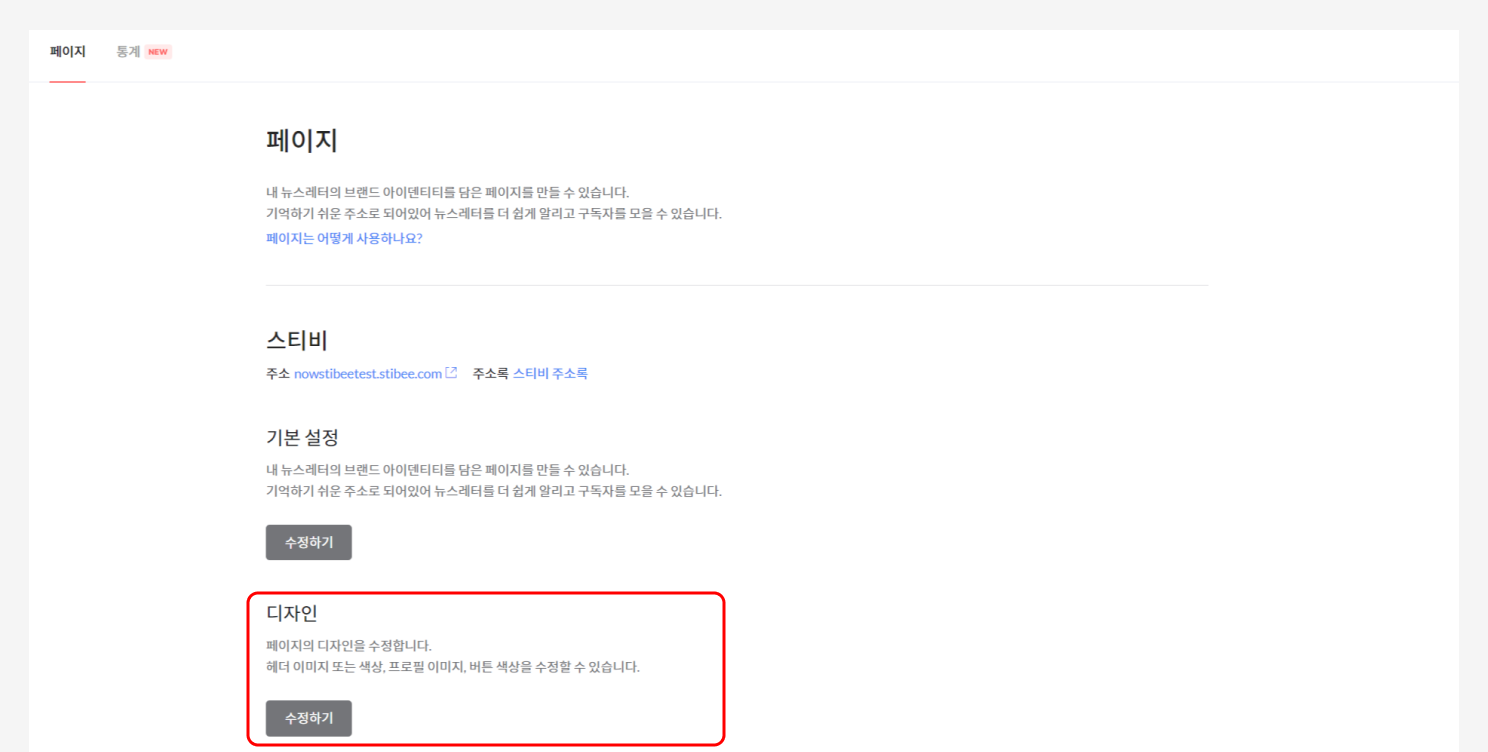 페이지 통계 NEW
페이지
내 뉴스레터의 브랜드 아이덴티티를 담은 페이지를 만들 수 있습니다.
기억하기 쉬운 주소로 되어있어 뉴스레터를 더 쉽게 알리고 구독자를 모을 수 있습니다.
페이지는 어떻게 사용하나요?
스티비
주소 nowstibeetest.stibee.com 주소록 스티비 주소록
기본 설정
내 뉴스레터의 브랜드 아이덴티티를 담은 페이지를 만들 수 있습니다.
기억하기 쉬운 주소로 되어있어 뉴스레터를 더 쉽게 알리고 구독자를 모을 수 있습니다.
수정하기
디자인
페이지의 디자인을 수정합니다.
헤더 이미지 또는 색상, 프로필 이미지, 버튼 색상을 수정할 수 있습니다.
수정하기